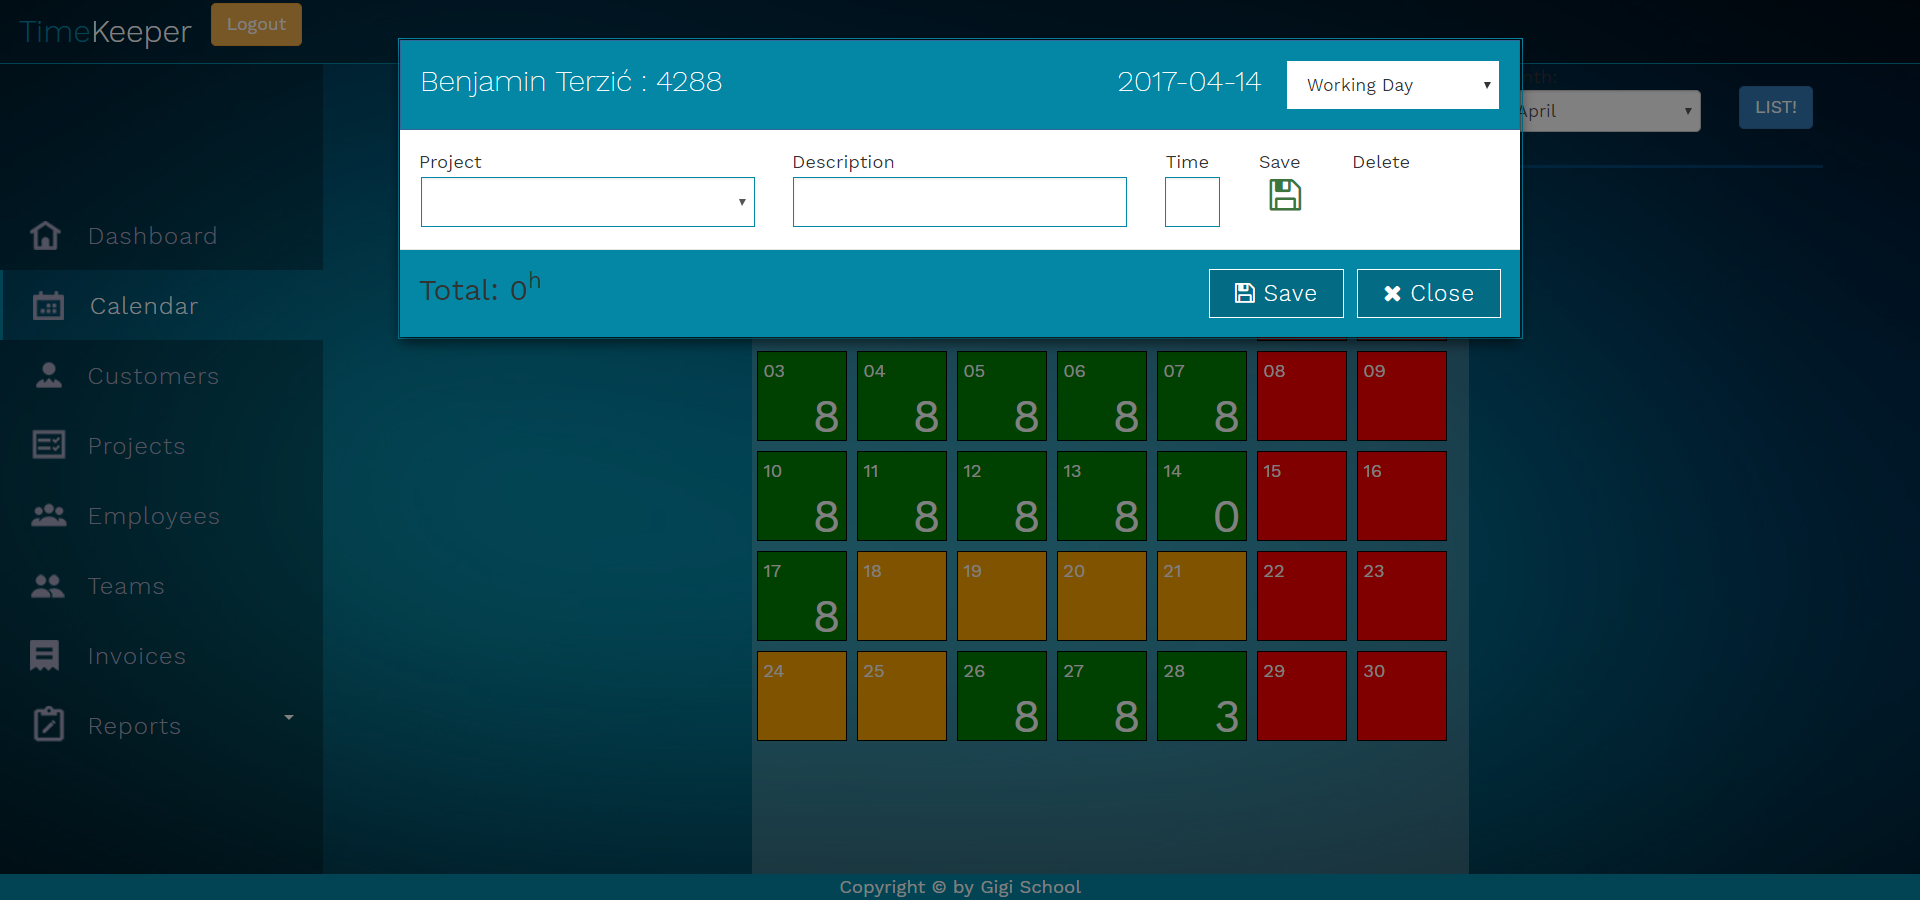 TimeKeeper Logout
Benjamin Terzić : 4288 2017-04-14 Working Day
nth:
April LIST!
Project Description Time Save Delete
Total: 0h Save Close
Dashboard
Calendar
Customers
Projects
Employees
Teams
Invoices
Reports
03 04 05 06 07 08 09
8 8 8 8 8
10 11 12 13 14 15 16
8 8 8 8 0
17 18 19 20 21 22 23
8
24 25 26 27 28 29 30
8 8 3
Copyright © by Gigi School